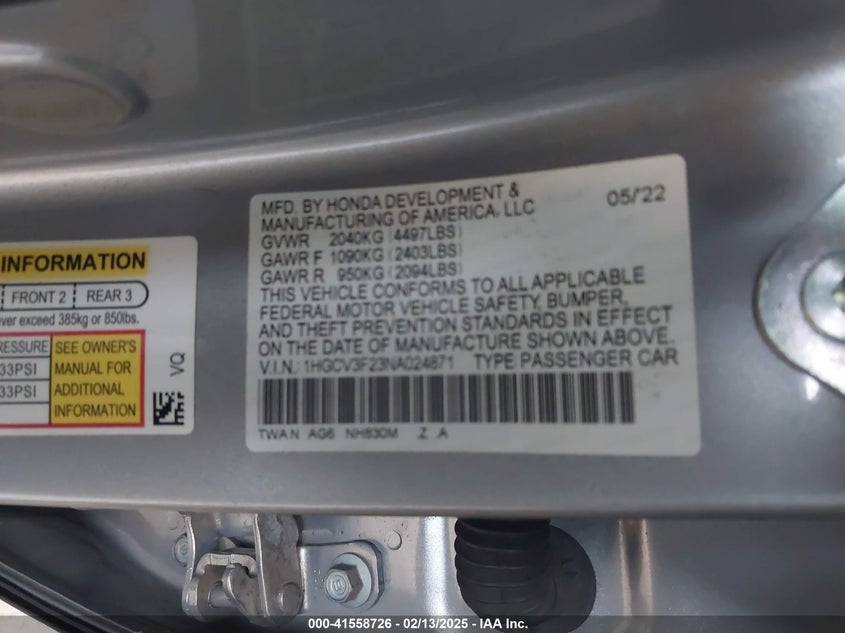 MFD. BY HONDA DEVELOPMENT & 05/'22
MANUFACTURING OF AMERICA, LLC
GVWR 2040KG (4497LBS)
GAWR F 1090KG (2403LBS)
GAWR R 950KG (2094LBS)
THIS VEHICLE CONFORMS TO ALL APPLICABLE
FEDERAL MOTOR VEHICLE SAFETY, BUMPER,
AND THEFT PREVENTION STANDARDS IN EFFECT
ON THE DATE OF MANUFACTURE SHOWN ABOVE.
V.I.N.: 1HGCV3F23NA024871 TYPE PASSENGER CAR
TWA N AG6 NH830M Z A
INFORMATION
FRONT 2 REAR 3
ver exceed 385kg or 850lbs.
RESSURE
33PSI
33PSI
SEE OWNER'S
MANUAL FOR
ADDITIONAL
INFORMATION
VQ
000-41558726 - 02/13/2025 - IAA Inc.